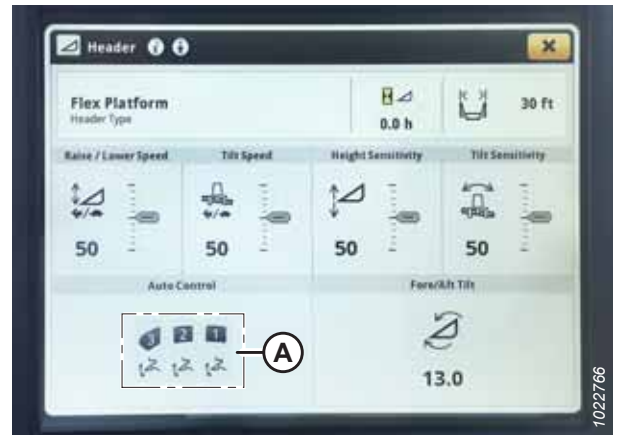 Header
Flex Platform
Header Type
0.0 h
30 ft
Raise / Lower Speed
Tilt Speed
Height Sensitivity
Tilt Sensitivity
50
50
50
50
Auto Control
Fore/Aft Tilt
3 2 1
A
13.0
1022766